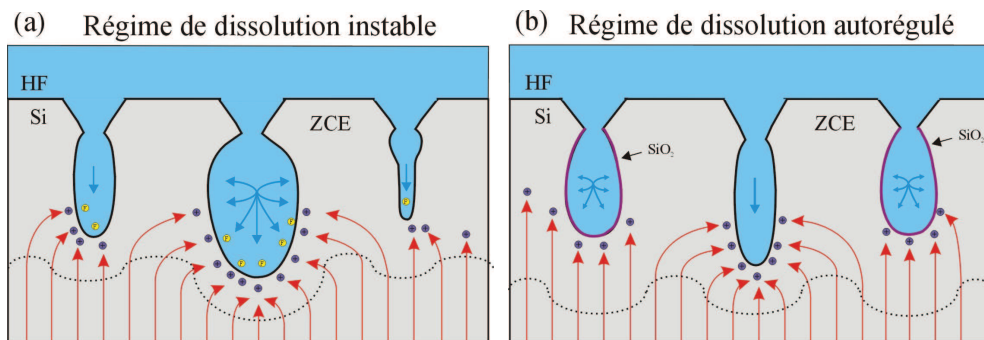 (a) Régime de dissolution instable
HF
Si
ZCE
F
F
F
F
F
F
F
F
(b) Régime de dissolution autorégulé
HF
Si
SiO₂
ZCE
SiO₂